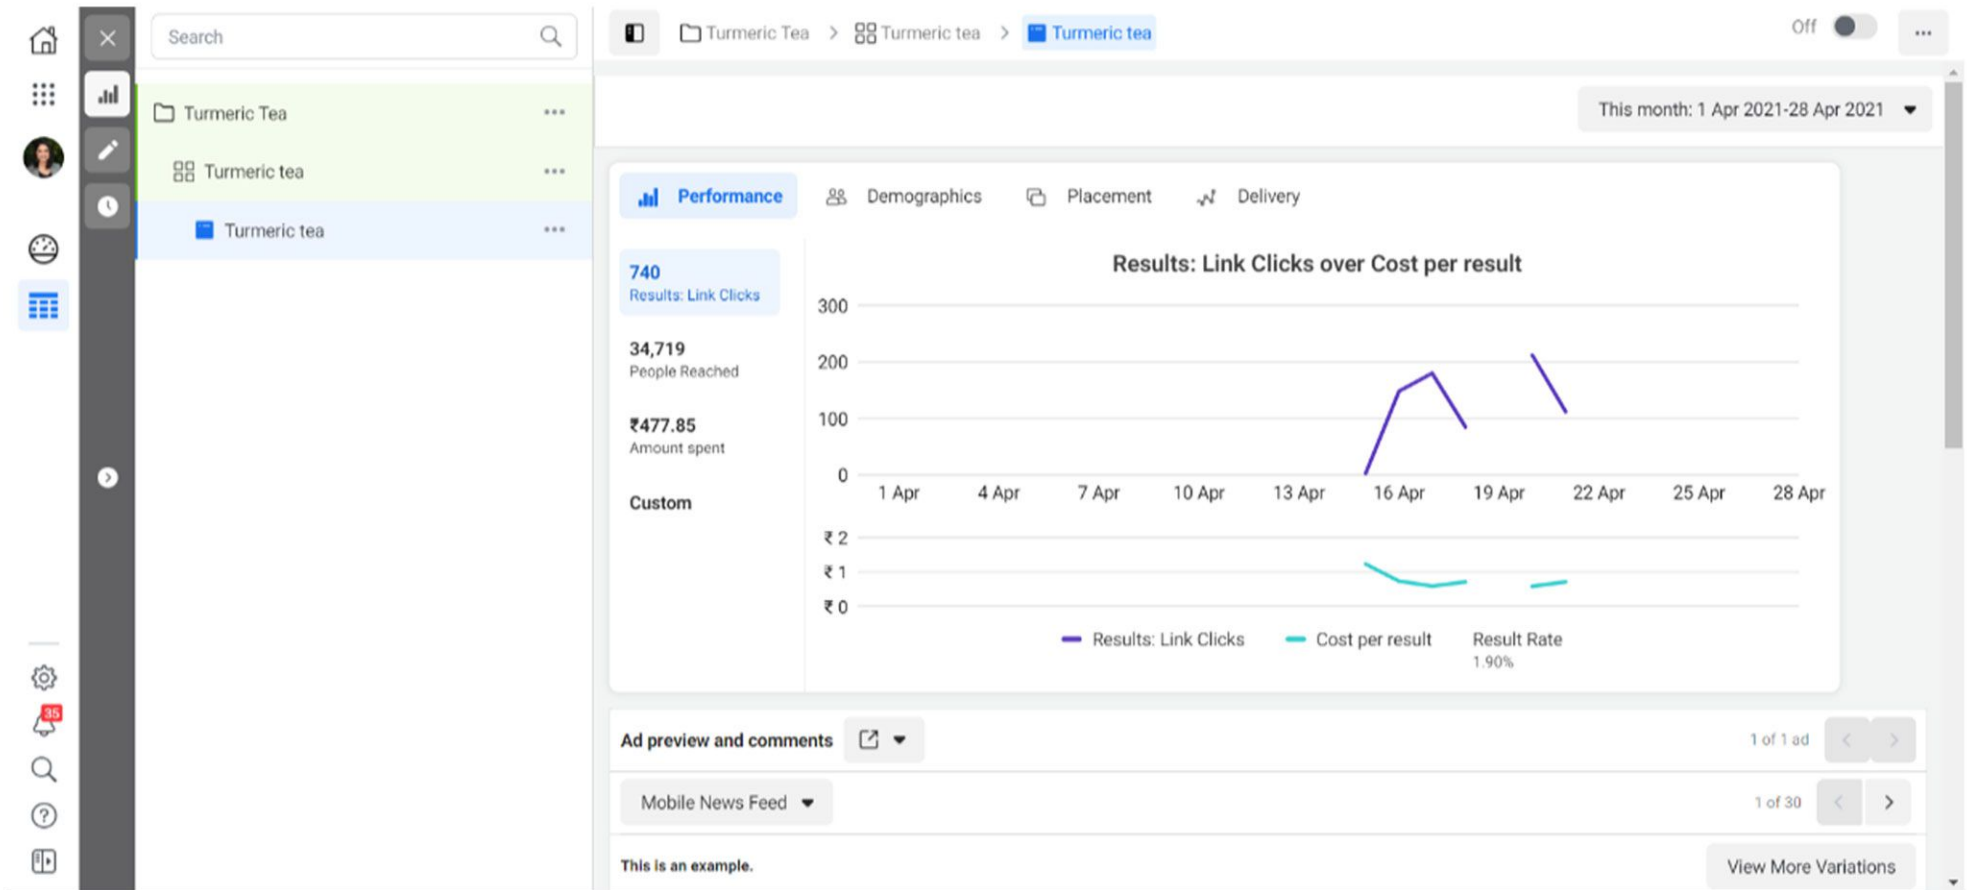 Search
Turmeric Tea > Turmeric tea > Turmeric tea
Off
Turmeric Tea
Turmeric tea
Turmeric tea
This month: 1 Apr 2021-28 Apr 2021
Performance Demographics Placement Delivery
740
Results: Link Clicks
34,719
People Reached
₹477.85
Amount spent
Custom
Results: Link Clicks over Cost per result
300
200
100
0
1 Apr 4 Apr 7 Apr 10 Apr 13 Apr 16 Apr 19 Apr 22 Apr 25 Apr 28 Apr
₹ 2
₹ 1
₹ 0
Results: Link Clicks Cost per result Result Rate
1.90%
35
Ad preview and comments
1 of 1 ad
Mobile News Feed
1 of 30
This is an example.
View More Variations